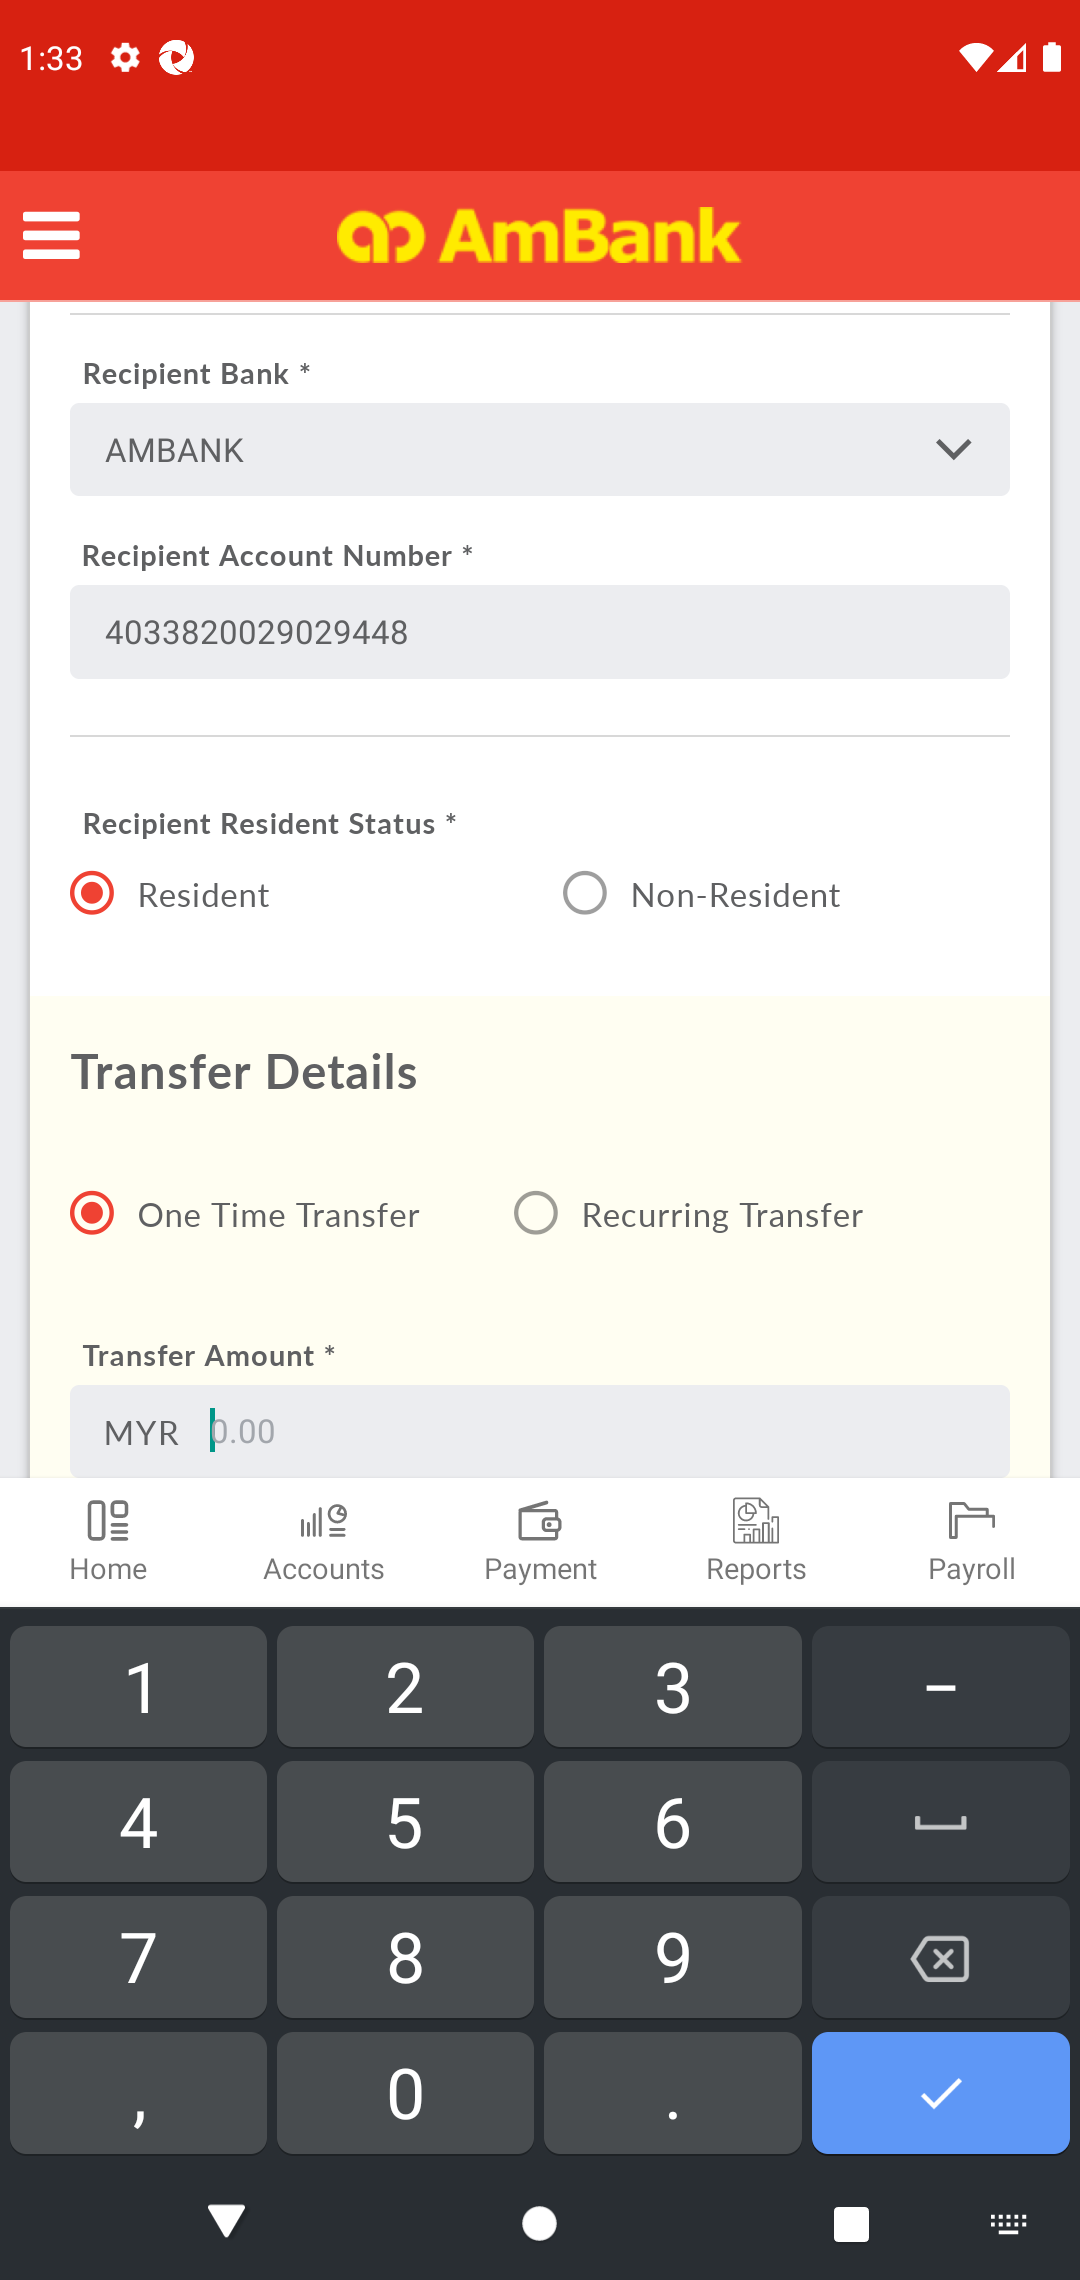 1:33
AmBank
Recipient Bank *
AMBANK
Recipient Account Number *
4033820029029448
Recipient Resident Status *
Resident Non-Resident
Transfer Details
One Time Transfer Recurring Transfer
Transfer Amount *
MYR 0.00
Home Accounts Payment Reports Payroll
1 2 3 –
4 5 6
7 8 9
, 0 .